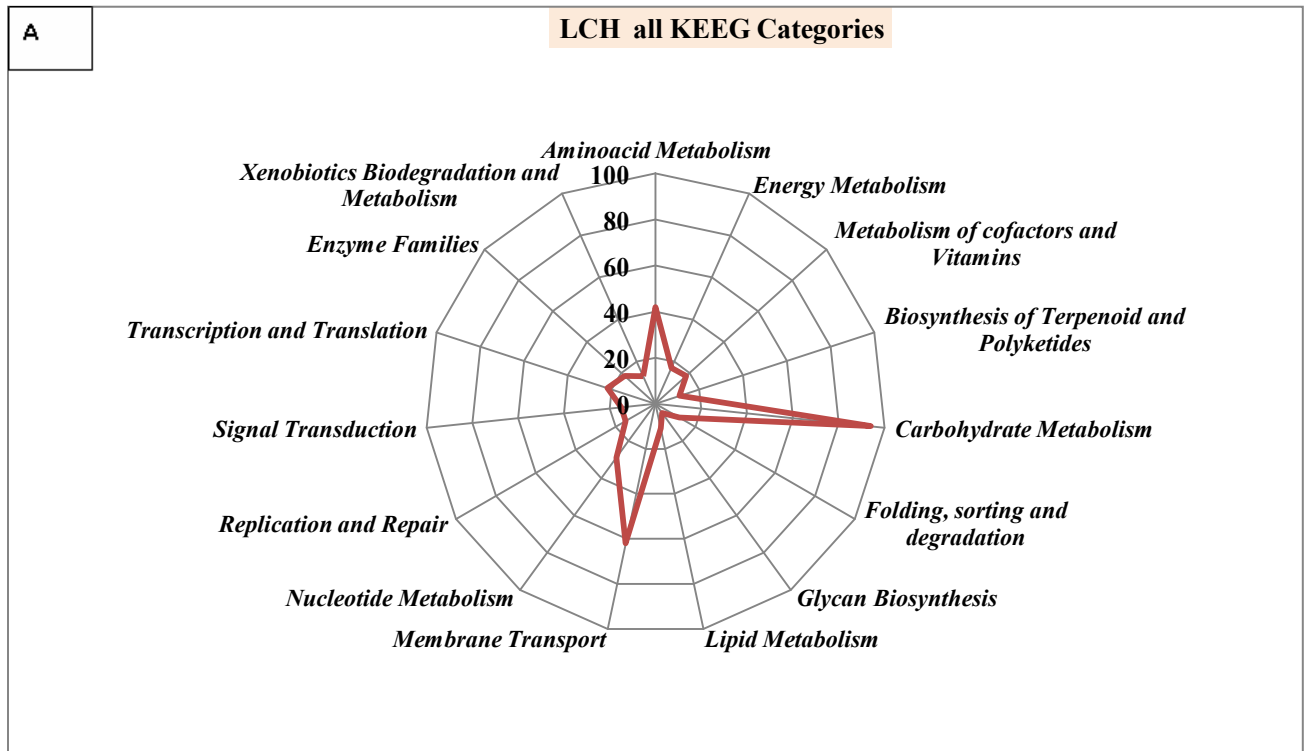 A
LCH all KEEG Categories
Aminoacid Metabolism
Xenobiotics Biodegradation and
Metabolism
100
Energy Metabolism
Enzyme Families
80
Metabolism of cofactors and
Vitamins
60
Transcription and Translation
40
Biosynthesis of Terpenoid and
Polyketides
20
0
Signal Transduction
Carbohydrate Metabolism
Replication and Repair
Folding, sorting and
degradation
Nucleotide Metabolism
Glycan Biosynthesis
Membrane Transport
Lipid Metabolism